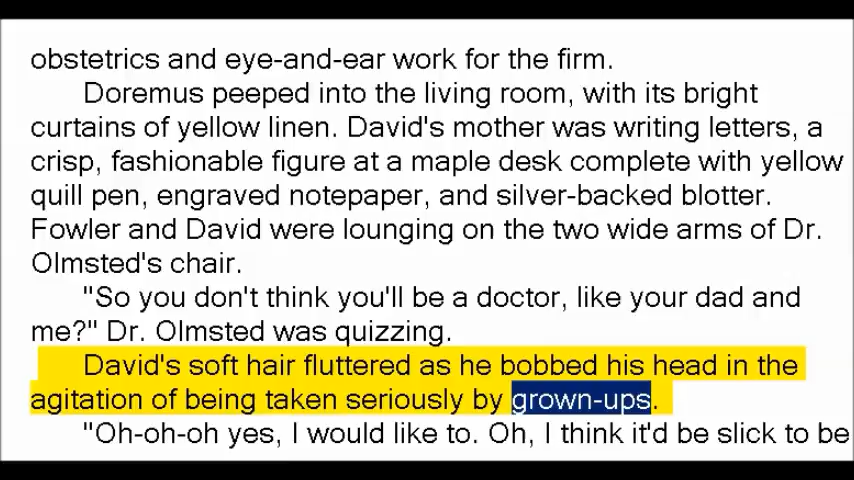 obstetrics and eye-and-ear work for the firm.
Doremus peeped into the living room, with its bright
curtains of yellow linen. David's mother was writing letters, a
crisp, fashionable figure at a maple desk complete with yellow
quill pen, engraved notepaper, and silver-backed blotter.
Fowler and David were lounging on the two wide arms of Dr.
Olmsted's chair.
"So you don't think you'll be a doctor, like your dad and
me?" Dr. Olmsted was quizzing.
David's soft hair fluttered as he bobbed his head in the
agitation of being taken seriously by grown-ups.
"Oh-oh-oh yes, I would like to. Oh, I think it'd be slick to be